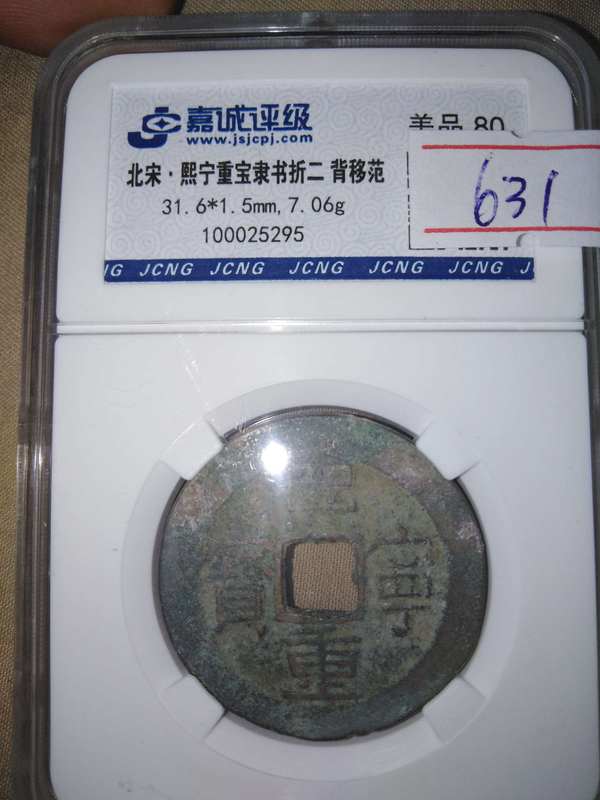 嘉诚评级
www.jsjcpj.com
美品 80
北宋·熙宁重宝隶书折二 背移范
31.6*1.5mm, 7.06g
100025295
631
NG JCNG JCNG JCNG JCNG JCNG J
熙
寧
重
寶